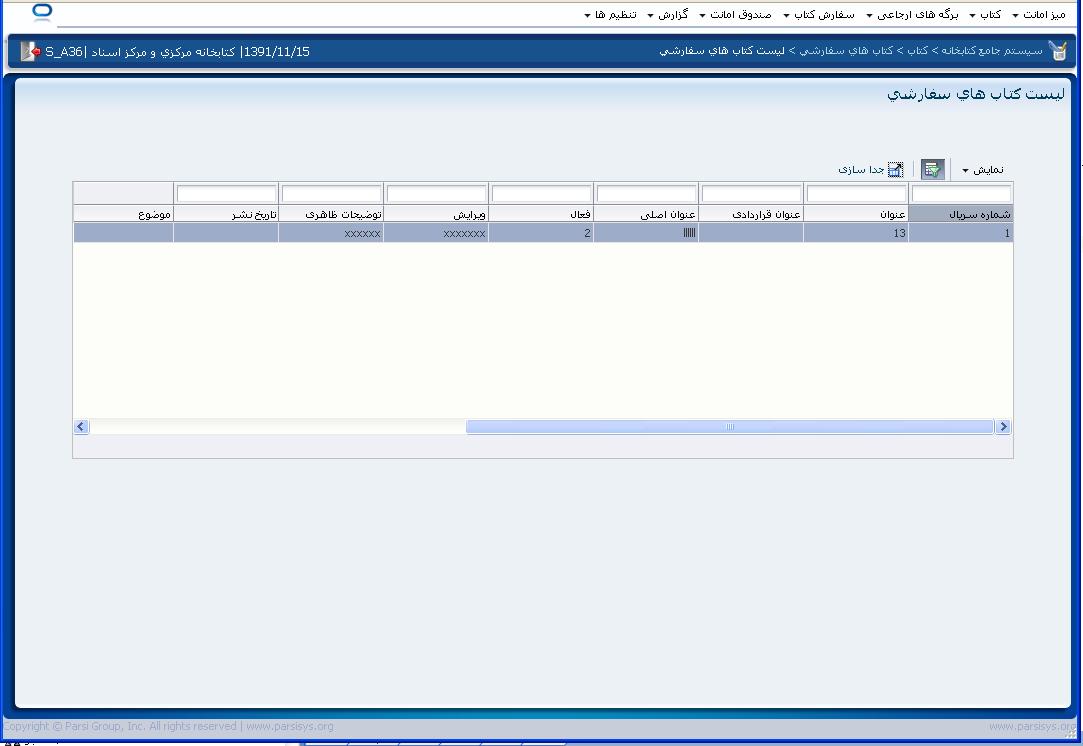 میز امانت کتاب برگه های ارجاعی سفارش کتاب صندوق امانت گزارش تنظیم ها
سیستم جامع کتابخانه > کتاب > کتاب هاي سفارشي > لیست کتاب هاي سفارشي
1391/11/15| کتابخانه مرکزي و مرکز اسناد |S_A36
لیست کتاب هاي سفارشي
نمایش جدا سازی
شماره سریال عنوان عنوان قراردادی عنوان اصلی فعال ویرایش توضیحات ظاهری تاریخ نشر موضوع
1 13 2 xxxxxxx xxxxxx
Copyright © Parsi Group, Inc. All rights reserved | www.parsisys.org
www.parsisys.org